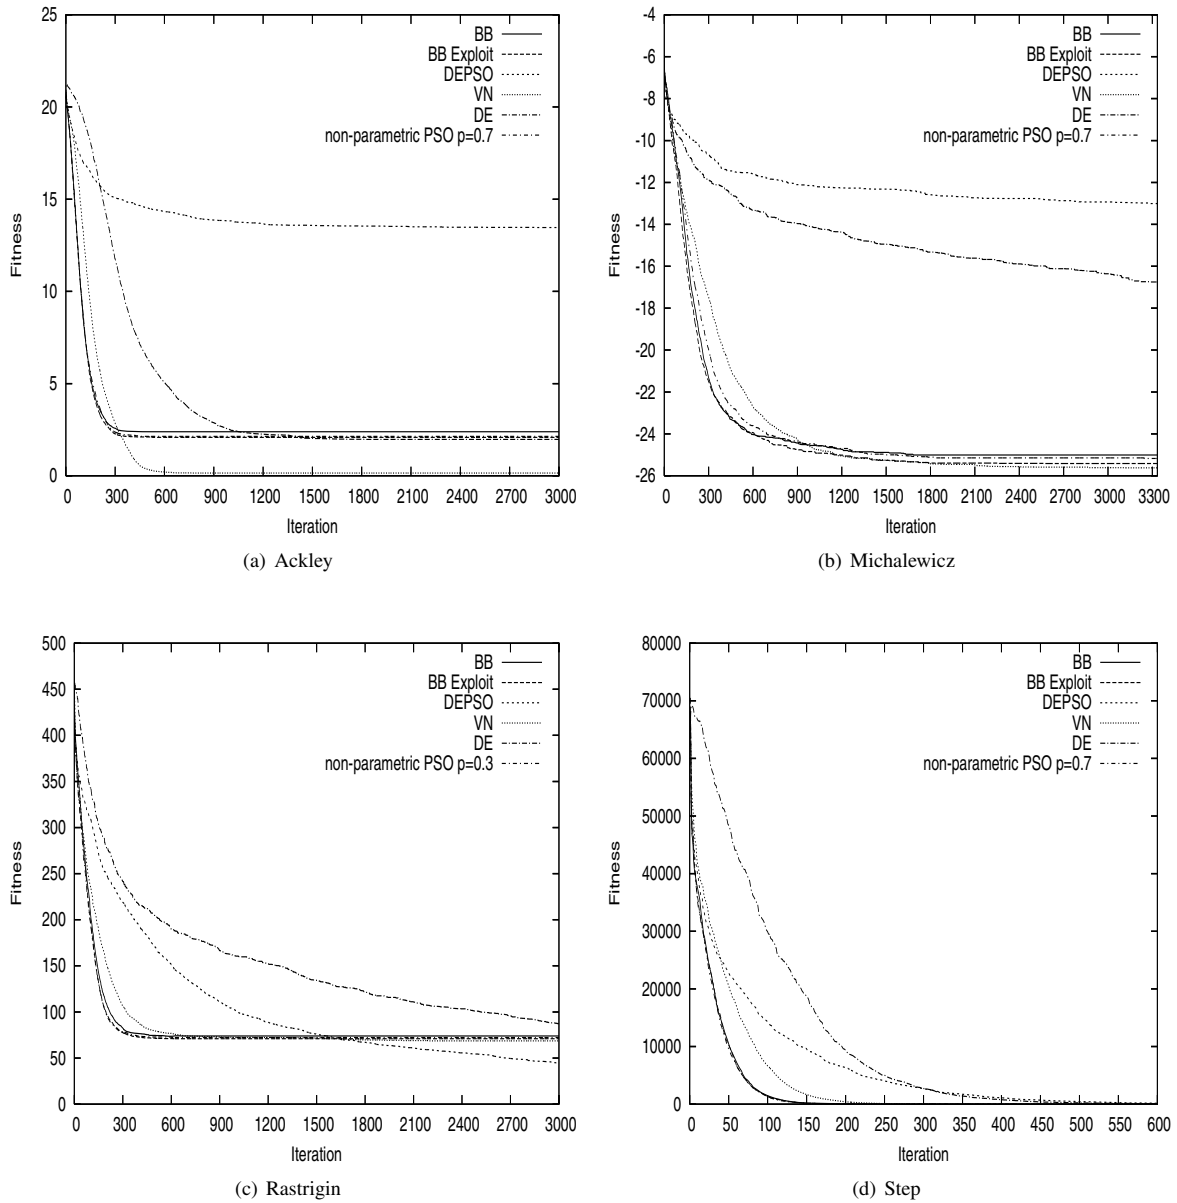 25
20
15
10
5
0
Fitness
BB
BB Exploit
DEPSO
VN
DE
non-parametric PSO p=0.7
0 300 600 900 1200 1500 1800 2100 2400 2700 3000
Iteration
(a) Ackley
-4
-6
-8
-10
-12
-14
-16
-18
-20
-22
-24
-26
Fitness
BB
BB Exploit
DEPSO
VN
DE
non-parametric PSO p=0.7
0 300 600 900 1200 1500 1800 2100 2400 2700 3000 3300
Iteration
(b) Michalewicz
500
450
400
350
300
250
200
150
100
50
0
Fitness
BB
BB Exploit
DEPSO
VN
DE
non-parametric PSO p=0.3
0 300 600 900 1200 1500 1800 2100 2400 2700 3000
Iteration
(c) Rastrigin
80000
70000
60000
50000
40000
30000
20000
10000
0
Fitness
BB
BB Exploit
DEPSO
VN
DE
non-parametric PSO p=0.7
0 50 100 150 200 250 300 350 400 450 500 550 600
Iteration
(d) Step